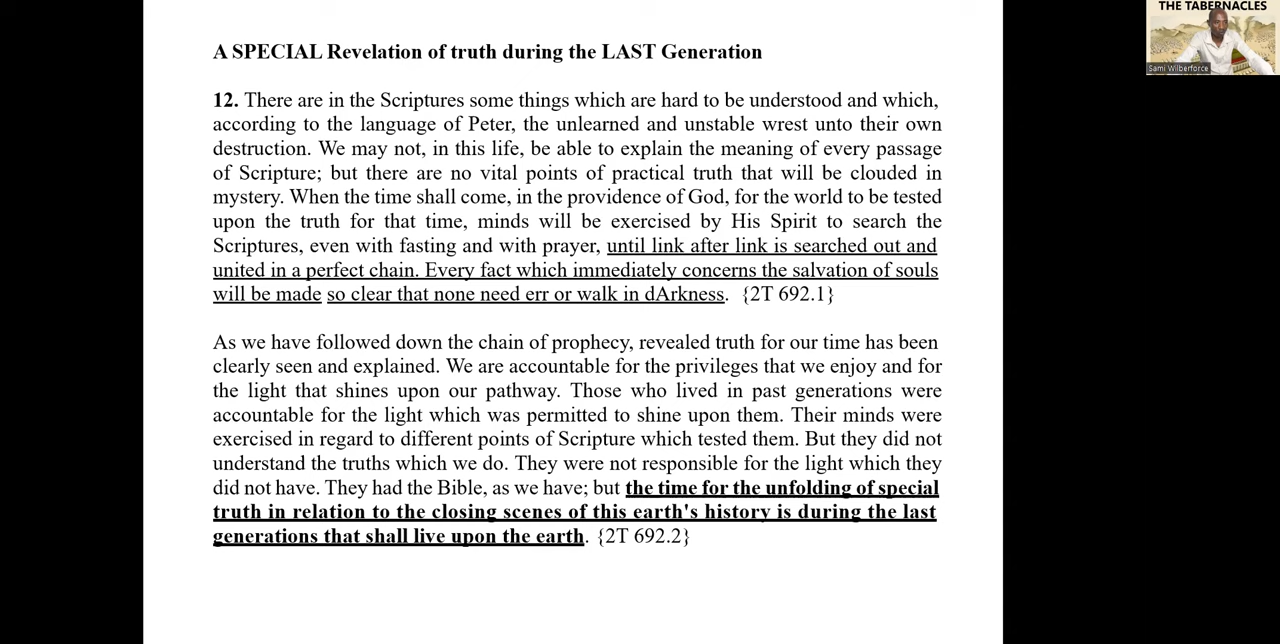 THE TABERNACLES
Sami Wilberforce
A SPECIAL Revelation of truth during the LAST Generation
12. There are in the Scriptures some things which are hard to be understood and which,
according to the language of Peter, the unlearned and unstable wrest unto their own
destruction. We may not, in this life, be able to explain the meaning of every passage
of Scripture; but there are no vital points of practical truth that will be clouded in
mystery. When the time shall come, in the providence of God, for the world to be tested
upon the truth for that time, minds will be exercised by His Spirit to search the
Scriptures, even with fasting and with prayer, until link after link is searched out and
united in a perfect chain. Every fact which immediately concerns the salvation of souls
will be made so clear that none need err or walk in dArkness. {2T 692.1}
As we have followed down the chain of prophecy, revealed truth for our time has been
clearly seen and explained. We are accountable for the privileges that we enjoy and for
the light that shines upon our pathway. Those who lived in past generations were
accountable for the light which was permitted to shine upon them. Their minds were
exercised in regard to different points of Scripture which tested them. But they did not
understand the truths which we do. They were not responsible for the light which they
did not have. They had the Bible, as we have; but the time for the unfolding of special
truth in relation to the closing scenes of this earth's history is during the last
generations that shall live upon the earth. {2T 692.2}